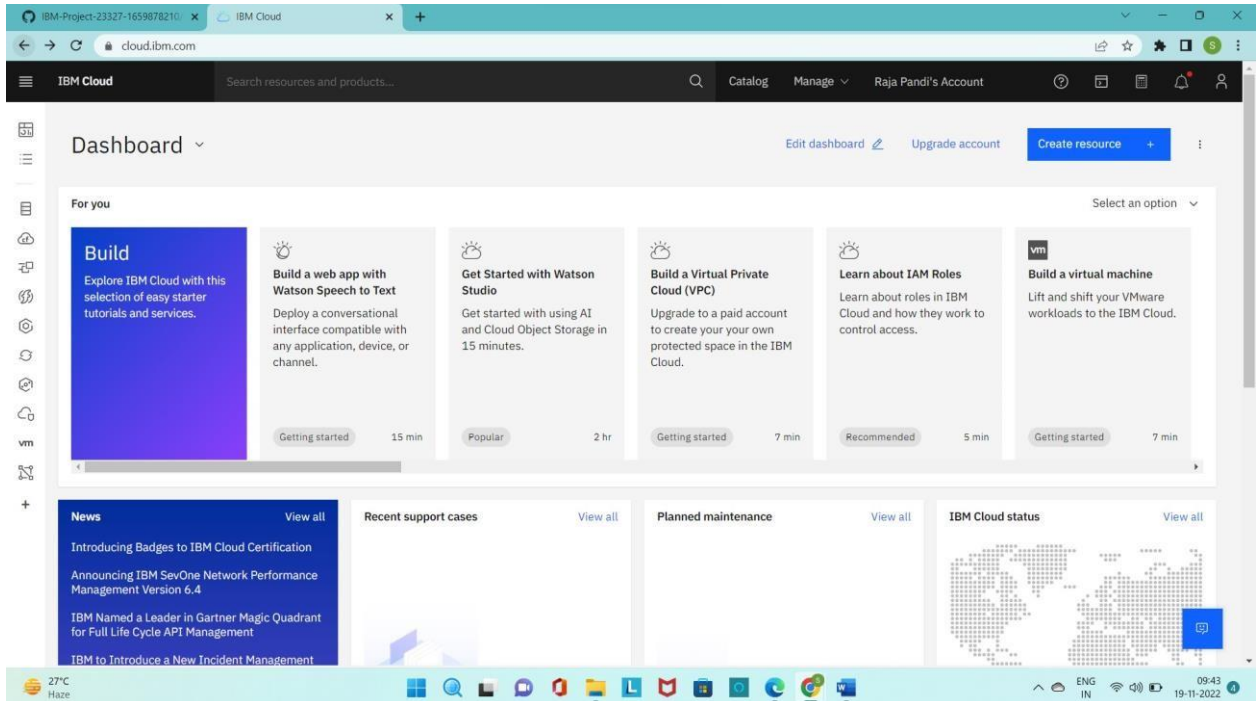 IBM-Project-23327-1659878210/
IBM Cloud
cloud.ibm.com
S
IBM Cloud
Search resources and products...
Catalog
Manage
Raja Pandi's Account
Dashboard
Edit dashboard
Upgrade account
Create resource +
For you
Select an option
Build
Explore IBM Cloud with this
selection of easy starter
tutorials and services.
Build a web app with
Watson Speech to Text
Deploy a conversational
interface compatible with
any application, device, or
channel.
Getting started 15 min
Get Started with Watson
Studio
Get started with using AI
and Cloud Object Storage in
15 minutes.
Popular 2 hr
Build a Virtual Private
Cloud (VPC)
Upgrade to a paid account
to create your your own
protected space in the IBM
Cloud.
Getting started 7 min
Learn about IAM Roles
Learn about roles in IBM
Cloud and how they work to
control access.
Recommended 5 min
vm
Build a virtual machine
Lift and shift your VMware
workloads to the IBM Cloud.
Getting started 7 min
vm
News View all
Introducing Badges to IBM Cloud Certification
Announcing IBM SevOne Network Performance
Management Version 6.4
IBM Named a Leader in Gartner Magic Quadrant
for Full Life Cycle API Management
IBM to Introduce a New Incident Management
Recent support cases View all
Planned maintenance View all
IBM Cloud status View all
27°C
Haze
L
W
ENG
IN
09:43
19-11-2022
4